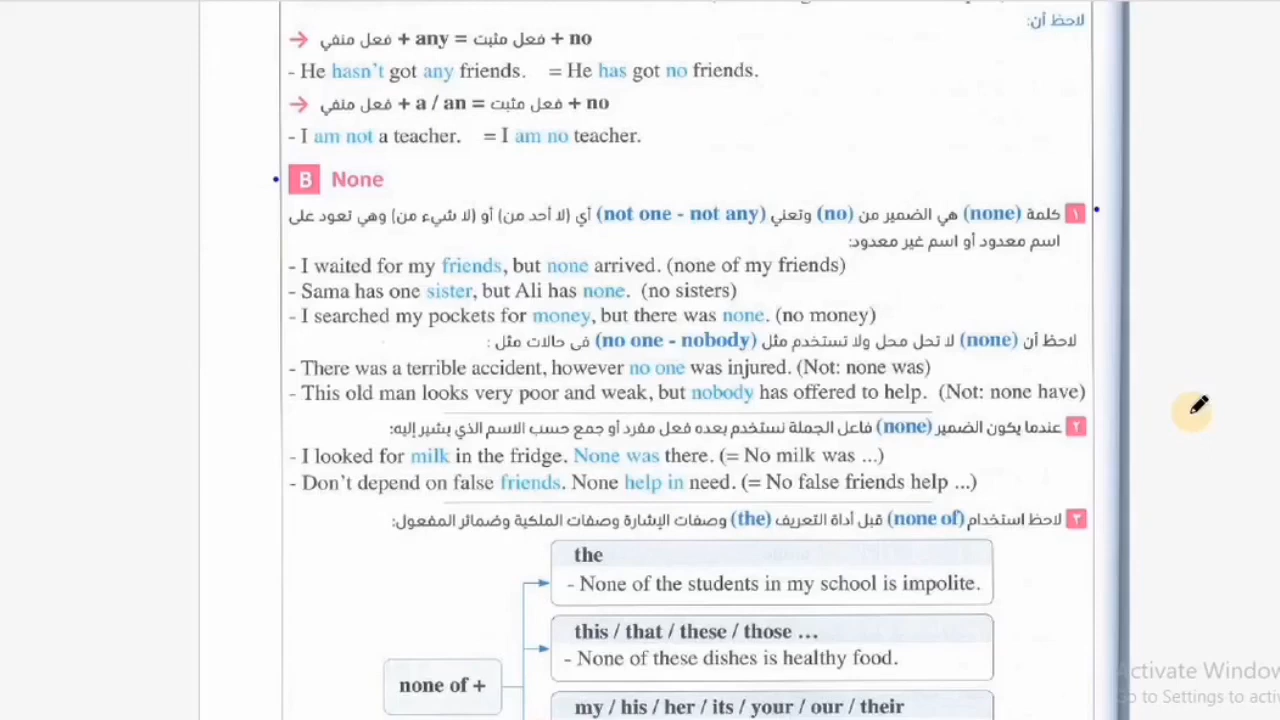 لاحظ أن:
→ فعل منفي + any = فعل مثبت + no
- He hasn't got any friends. = He has got no friends.
→ فعل منفي + a / an = فعل مثبت + no
- I am not a teacher. = I am no teacher.
B None
١ كلمة (none) هي الضمير من (no) وتعني (not one - not any) أي (لا أحد من) أو (لا شيء من) وهي تعود على
اسم معدود أو اسم غير معدود:
- I waited for my friends, but none arrived. (none of my friends)
- Sama has one sister, but Ali has none. (no sisters)
- I searched my pockets for money, but there was none. (no money)
لاحظ أن (none) لا تحل محل ولا تستخدم مثل (no one - nobody) في حالات مثل :
- There was a terrible accident, however no one was injured. (Not: none was)
- This old man looks very poor and weak, but nobody has offered to help. (Not: none have)
٢ عندما يكون الضمير (none) فاعل الجملة نستخدم بعده فعل مفرد أو جمع حسب الاسم الذي يشير إليه:
- I looked for milk in the fridge. None was there. (= No milk was ...)
- Don't depend on false friends. None help in need. (= No false friends help ...)
٣ لاحظ استخدام (none of) قبل أداة التعريف (the) وصفات الإشارة وصفات الملكية وضمائر المفعول:
the
- None of the students in my school is impolite.
this / that / these / those ...
- None of these dishes is healthy food.
none of +
my / his / her / its / your / our / their
Activate Window
Go to Settings to acti